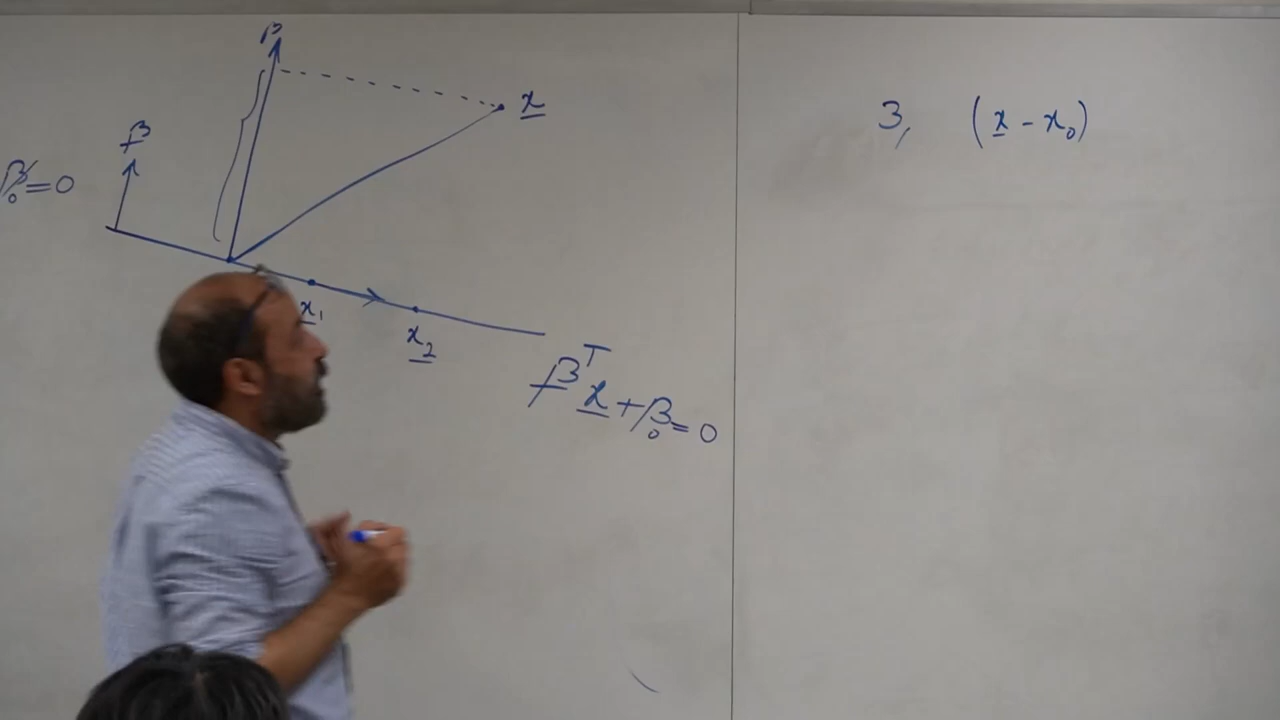 β
x
β
β₀=0
x₁
x₂
βᵀx+β₀=0
3, (x-x₀)